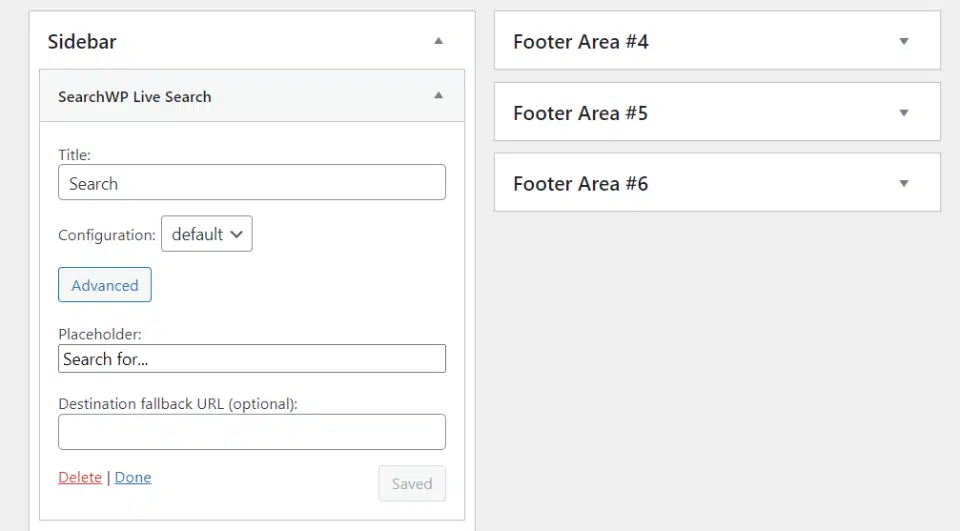 Sidebar
SearchWP Live Search
Title:
Search
Configuration: default
Advanced
Placeholder:
Search for...
Destination fallback URL (optional):
Delete | Done
Saved
Footer Area #4
Footer Area #5
Footer Area #6